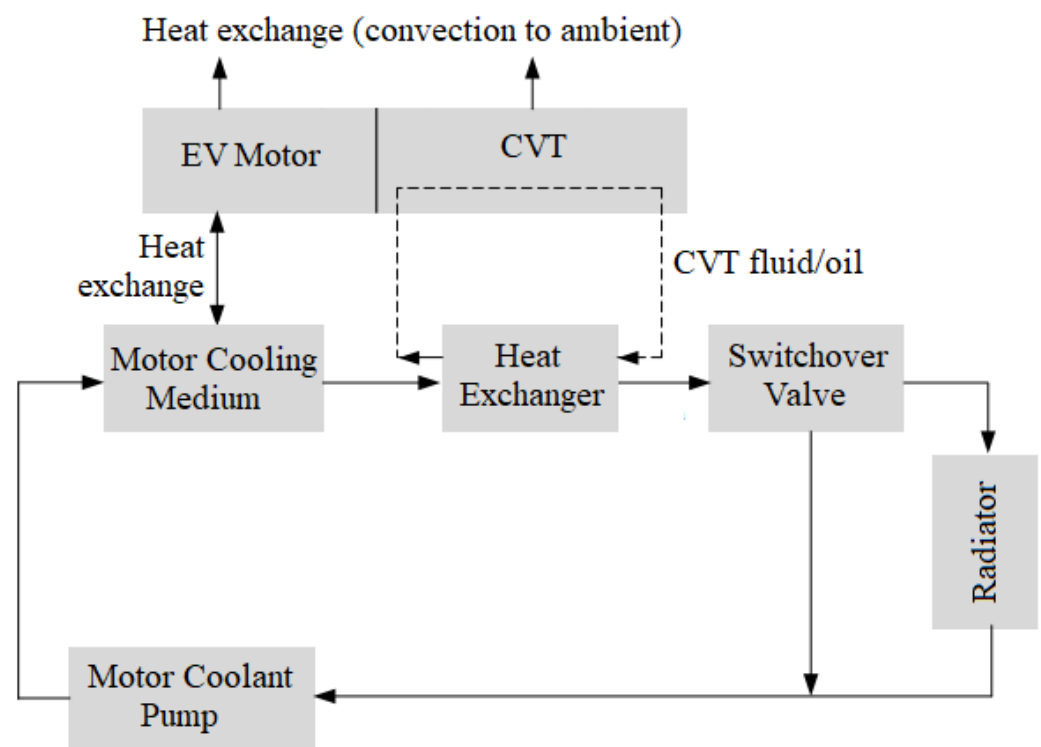 Heat exchange (convection to ambient)
EV Motor
CVT
Heat
exchange
CVT fluid/oil
Motor Cooling
Medium
Heat
Exchanger
Switchover
Valve
Radiator
Motor Coolant
Pump